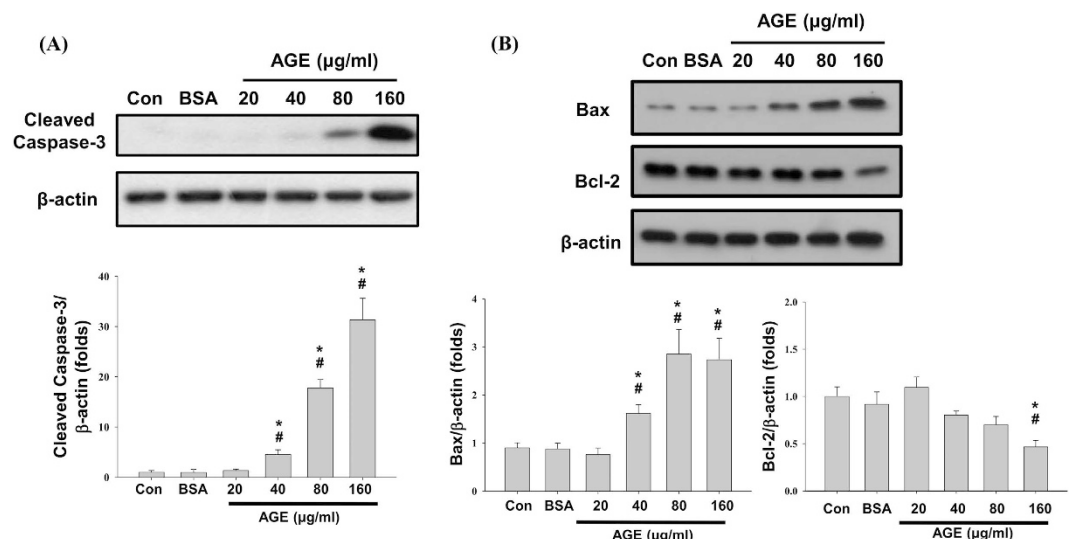 (A)
AGE (μg/ml)
Con BSA 20 40 80 160
Cleaved
Caspase-3
β-actin
Cleaved Caspase-3/
β-actin (folds)
40
30
20
10
0
*
#
*
#
*
#
Con BSA 20 40 80 160
AGE (μg/ml)
(B)
AGE (μg/ml)
Con BSA 20 40 80 160
Bax
Bcl-2
β-actin
Bax/β-actin (folds)
4
3
2
1
0
*
#
*
#
*
#
Con BSA 20 40 80 160
AGE (μg/ml)
Bcl-2/β-actin (folds)
2.0
1.5
1.0
0.5
0.0
*
#
Con BSA 20 40 80 160
AGE (μg/ml)